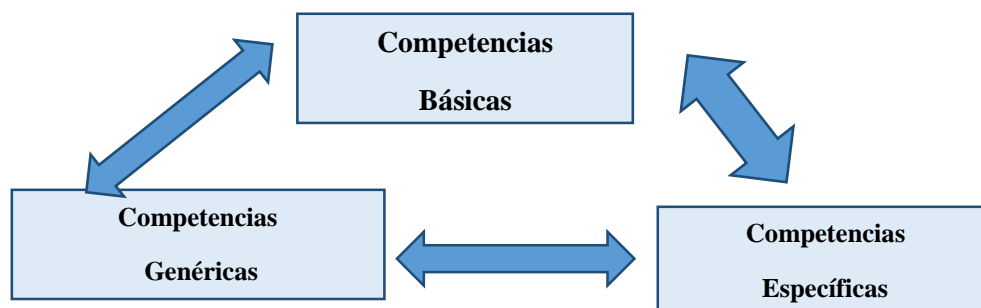 Competencias
Básicas
Competencias
Genéricas
Competencias
Específicas